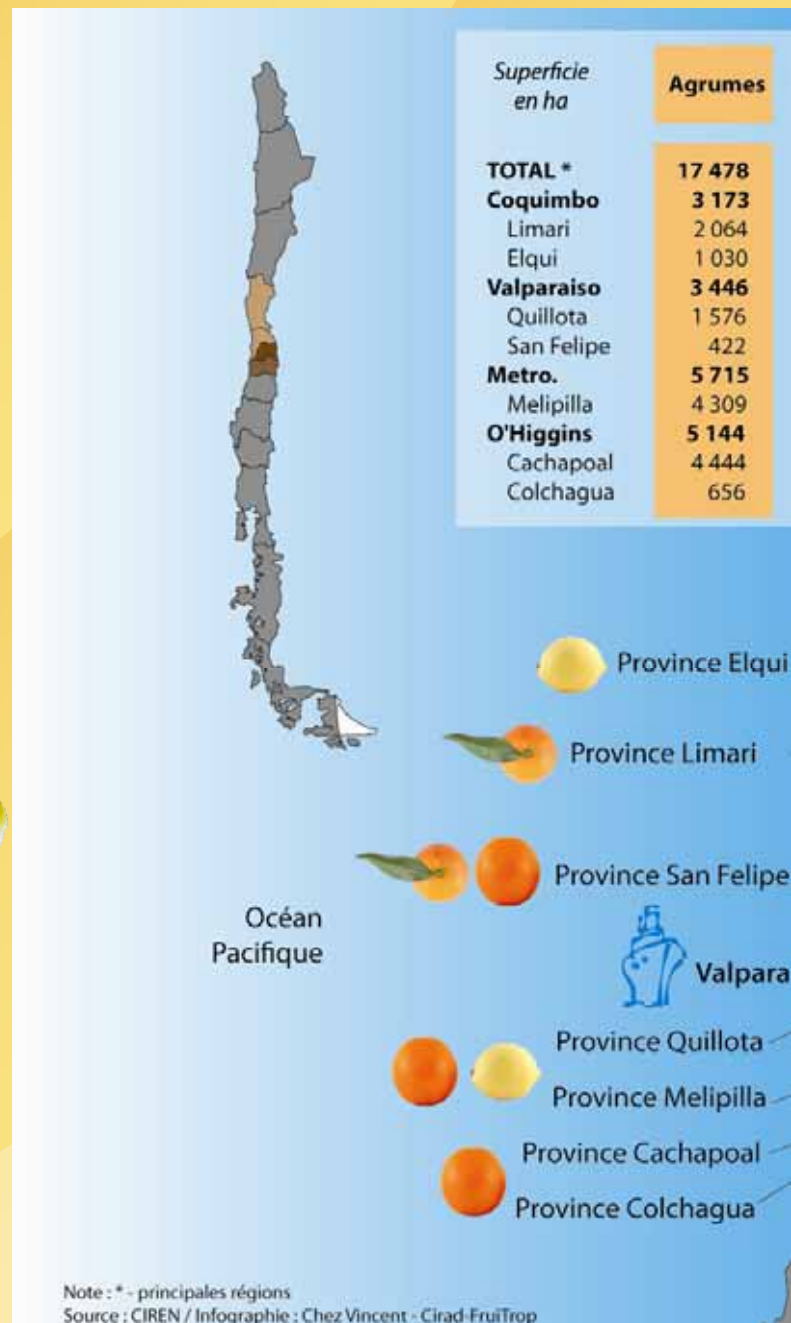 Superficie
en ha
Agrumes
TOTAL * 17 478
Coquimbo 3 173
Limari 2 064
Elqui 1 030
Valparaiso 3 446
Quillota 1 576
San Felipe 422
Metro. 5 715
Melipilla 4 309
O'Higgins 5 144
Cachapoal 4 444
Colchagua 656
Province Elqui
Province Limari
Province San Felipe
Océan
Pacifique
Valpara
Province Quillota
Province Melipilla
Province Cachapoal
Province Colchagua
Note : * - principales régions
Source : CIREN / Infographie : Chez Vincent - Cirad-FruiTrop